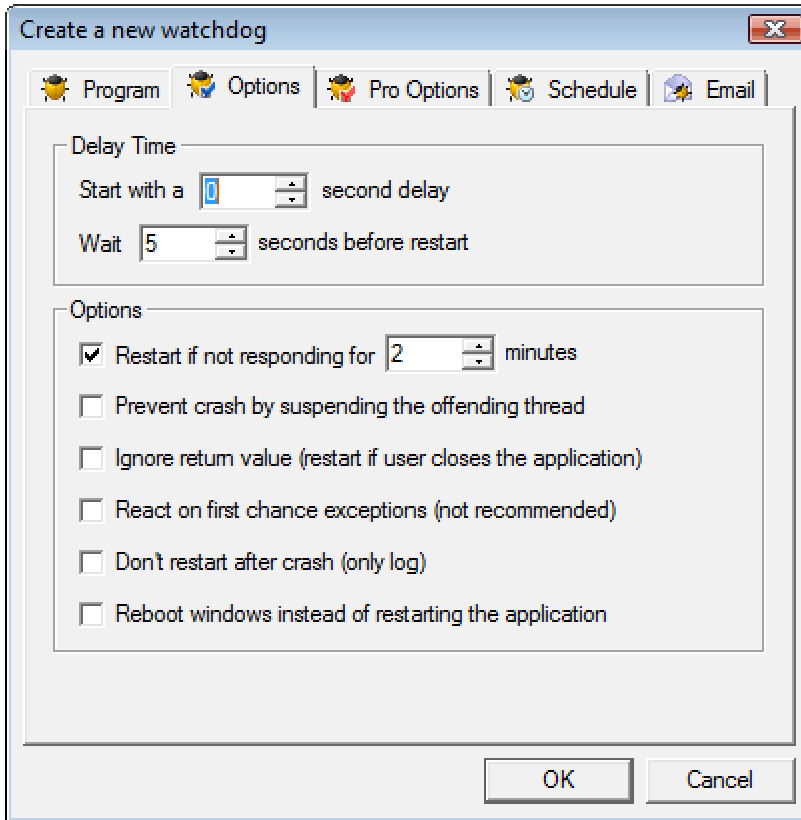 Create a new watchdog
Program Options Pro Options Schedule Email
Delay Time
Start with a 0 second delay
Wait 5 seconds before restart
Options
Restart if not responding for 2 minutes
Prevent crash by suspending the offending thread
Ignore return value (restart if user closes the application)
React on first chance exceptions (not recommended)
Don't restart after crash (only log)
Reboot windows instead of restarting the application
OK Cancel